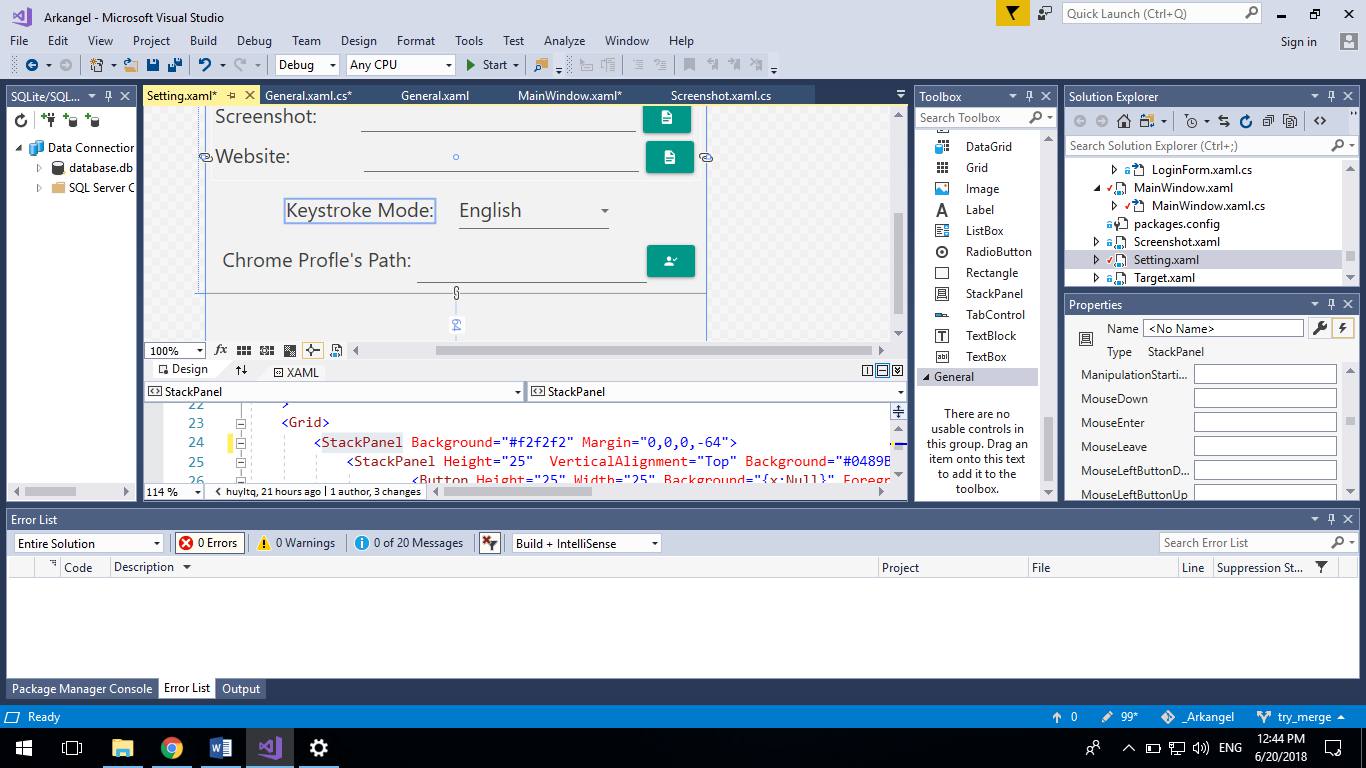 Arkangel - Microsoft Visual Studio
Quick Launch (Ctrl+Q)
File Edit View Project Build Debug Team Design Format Tools Test Analyze Window Help
Sign in
Debug Any CPU Start
SQLite/SQL...
Data Connection
database.db
SQL Server C
Setting.xaml* General.xaml.cs* General.xaml MainWindow.xaml* Screenshot.xaml.cs
Screenshot:
Website:
Keystroke Mode: English
Chrome Profle's Path:
64
100% fx
Design XAML
StackPanel StackPanel
22 >
23 <Grid>
24 <StackPanel Background="#f2f2f2" Margin="0,0,0,-64">
25 <StackPanel Height="25" VerticalAlignment="Top" Background="#0489B
26 <Button Height="25" Width="25" Background="{x:Null}" Foregr
114 % huyltq, 21 hours ago | 1 author, 3 changes
Toolbox
Search Toolbox
DataGrid
Grid
Image
Label
ListBox
RadioButton
Rectangle
StackPanel
TabControl
TextBlock
TextBox
General
There are no
usable controls in
this group. Drag an
item onto this text
to add it to the
toolbox.
Solution Explorer
Search Solution Explorer (Ctrl+;)
LoginForm.xaml.cs
MainWindow.xaml
MainWindow.xaml.cs
packages.config
Screenshot.xaml
Setting.xaml
Target.xaml
Properties
Name <No Name>
Type StackPanel
ManipulationStarti...
MouseDown
MouseEnter
MouseLeave
MouseLeftButtonD...
MouseLeftButtonUp
Error List
Entire Solution 0 Errors 0 Warnings 0 of 20 Messages Build + IntelliSense
Search Error List
Code Description Project File Line Suppression St...
Package Manager Console Error List Output
Ready 0 99* _Arkangel try_merge
ENG
12:44 PM
6/20/2018